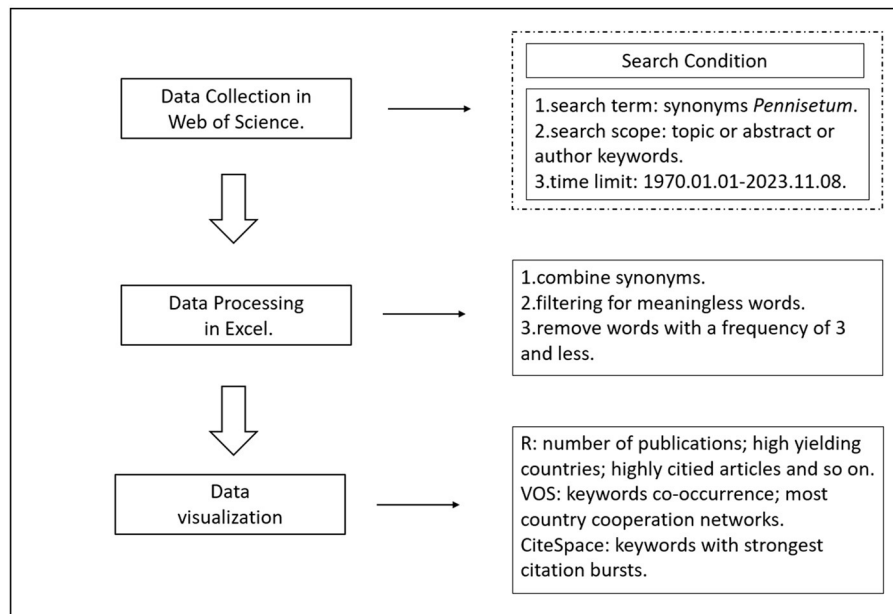 Data Collection in
Web of Science.
Search Condition
1.search term: synonyms Pennisetum.
2.search scope: topic or abstract or
author keywords.
3.time limit: 1970.01.01-2023.11.08.
Data Processing
in Excel.
1.combine synonyms.
2.filtering for meaningless words.
3.remove words with a frequency of 3
and less.
Data
visualization
R: number of publications; high yielding
countries; highly citied articles and so on.
VOS: keywords co-occurrence; most
country cooperation networks.
CiteSpace: keywords with strongest
citation bursts.